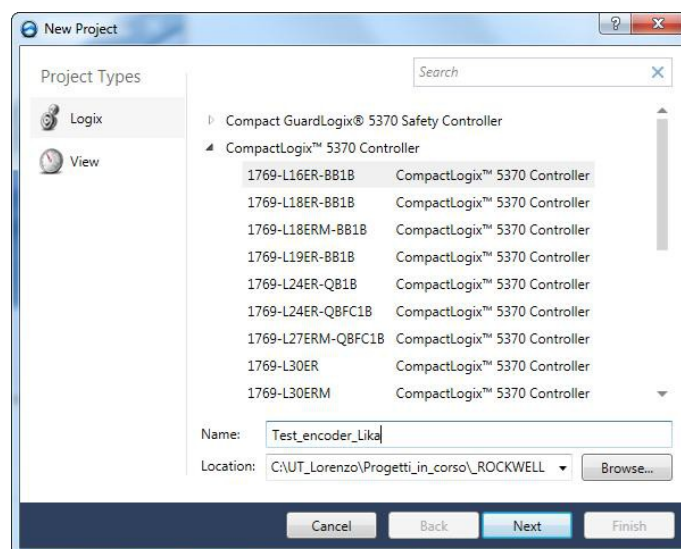 New Project
Project Types
Search
Logix
View
Compact GuardLogix® 5370 Safety Controller
CompactLogix™ 5370 Controller
1769-L16ER-BB1B CompactLogix™ 5370 Controller
1769-L18ER-BB1B CompactLogix™ 5370 Controller
1769-L18ERM-BB1B CompactLogix™ 5370 Controller
1769-L19ER-BB1B CompactLogix™ 5370 Controller
1769-L24ER-QB1B CompactLogix™ 5370 Controller
1769-L24ER-QBFC1B CompactLogix™ 5370 Controller
1769-L27ERM-QBFC1B CompactLogix™ 5370 Controller
1769-L30ER CompactLogix™ 5370 Controller
1769-L30ERM CompactLogix™ 5370 Controller
Name: Test_encoder_Lika
Location: C:\UT_Lorenzo\Progetti_in_corso\_ROCKWELL Browse...
Cancel Back Next Finish